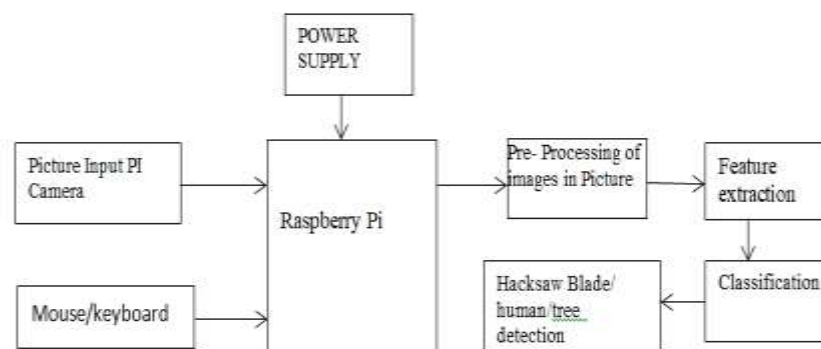 POWER
SUPPLY
Picture Input PI
Camera
Raspberry Pi
Pre- Processing of
images in Picture
Feature
extraction
Mouse/keyboard
Hacksaw Blade/
human/tree
detection
Classification